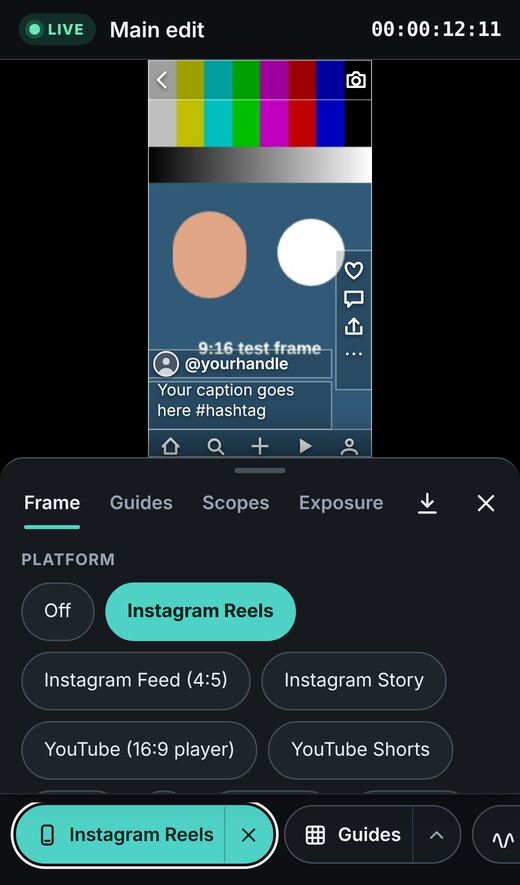 LIVE Main edit 00:00:12:11
9:16 test frame
@yourhandle
Your caption goes
here #hashtag
Frame Guides Scopes Exposure
PLATFORM
Off Instagram Reels
Instagram Feed (4:5) Instagram Story
YouTube (16:9 player) YouTube Shorts
Instagram Reels Guides